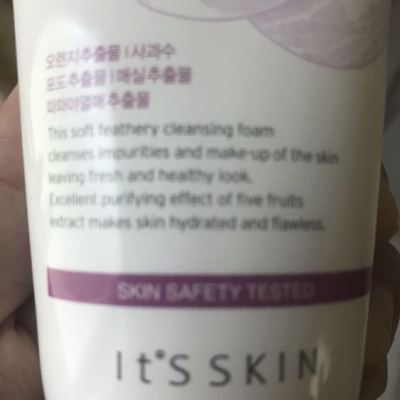 오렌지추출물 | 사과수
포도추출물 | 매실추출물
파파야열매추출물
This soft feathery cleansing foam
cleanses impurities and make-up of the skin
leaving fresh and healthy look.
Excellent purifying effect of five fruits
extract makes skin hydrated and flawless.
SKIN SAFETY TESTED
It'S SKIN